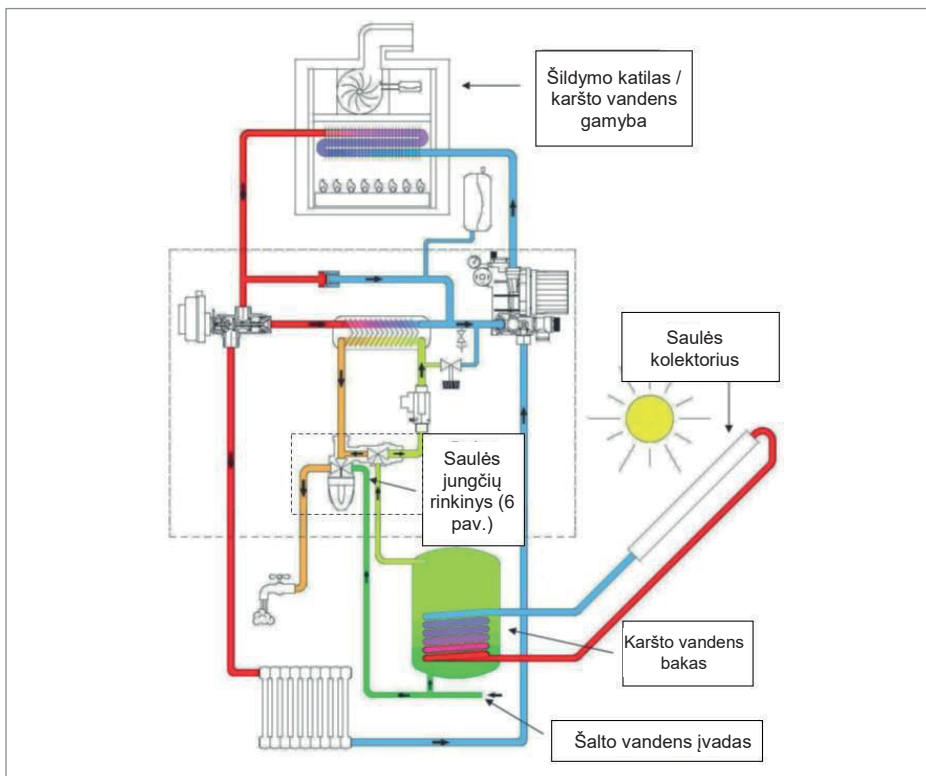 Šildymo katilas /
karšto vandens
gamyba
Saulės
kolektorius
Saulės
jungčių
rinkinys (6
pav.)
Karšto vandens
bakas
Šalto vandens įvadas